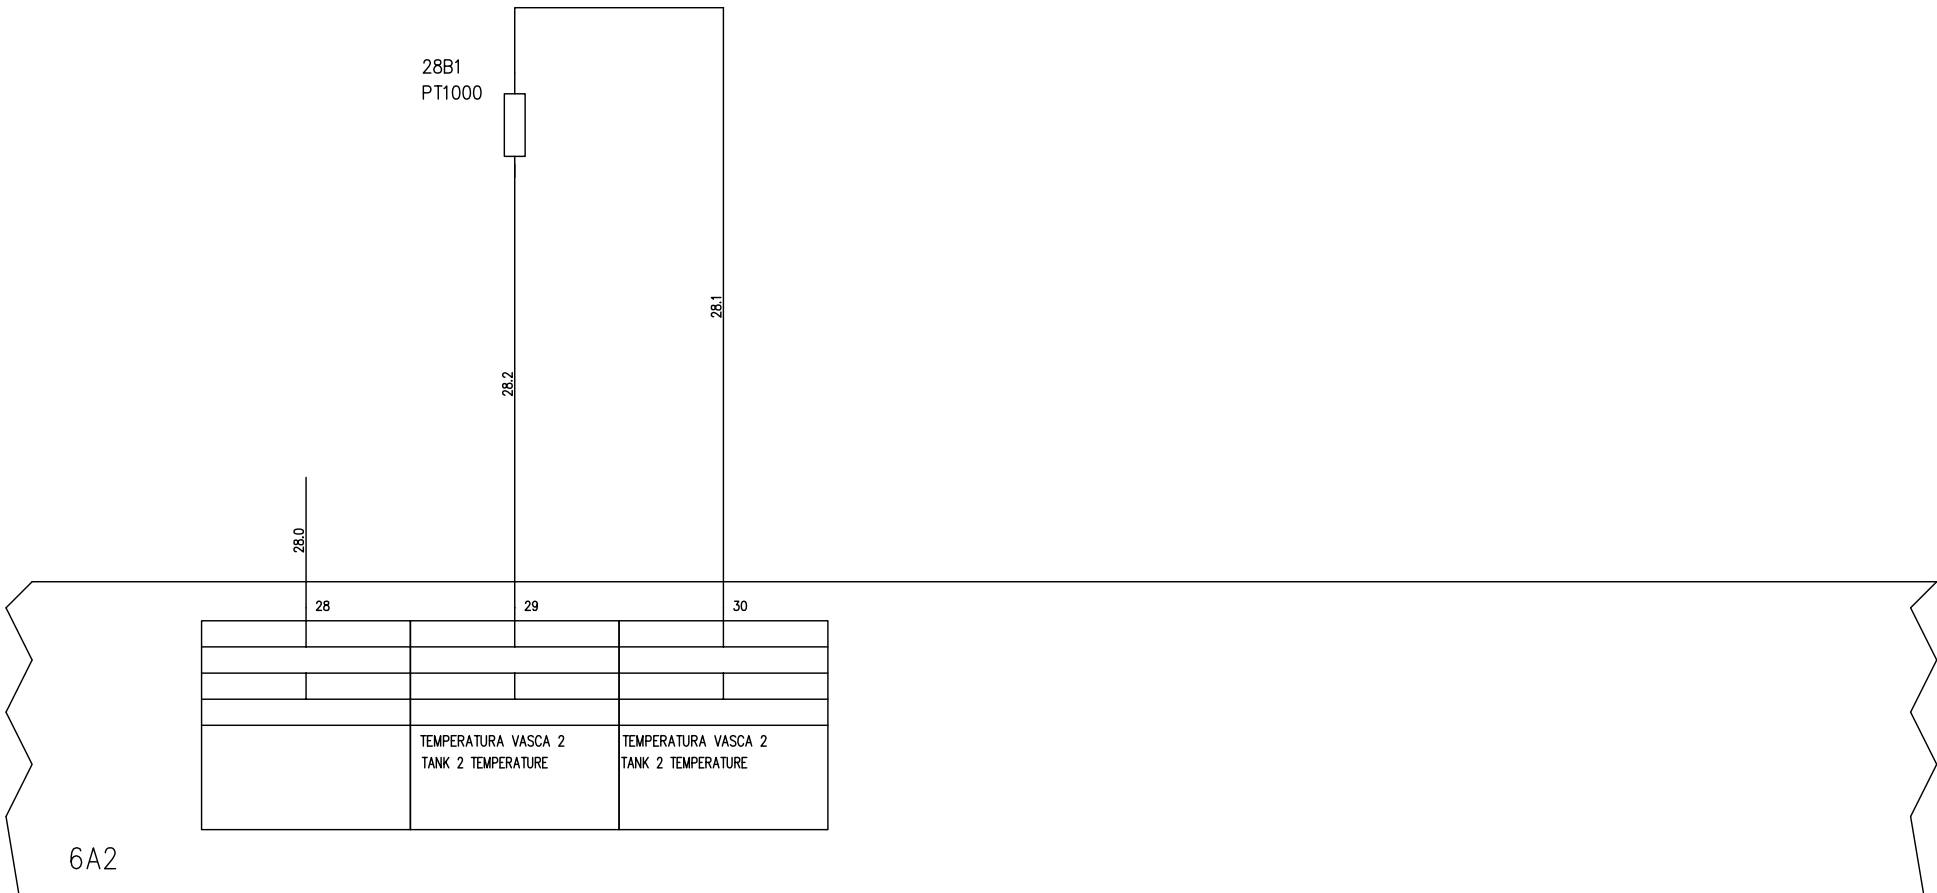 28B1
PT1000
28.1
28.2
28.0
28
29
30
TEMPERATURA VASCA 2
TANK 2 TEMPERATURE
TEMPERATURA VASCA 2
TANK 2 TEMPERATURE
6A2